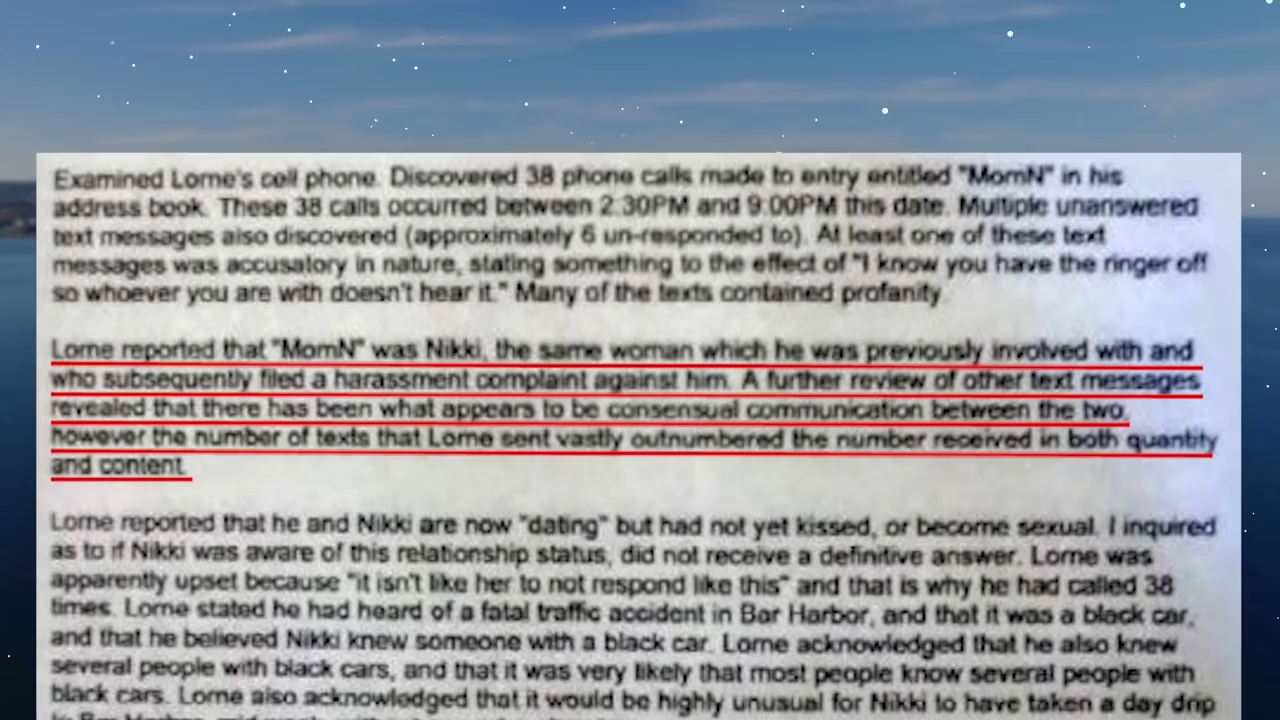 Examined Lorne's cell phone. Discovered 38 phone calls made to entry entitled "MomN" in his
address book. These 38 calls occurred between 2:30PM and 9:00PM this date. Multiple unanswered
text messages also discovered (approximately 6 un-responded to). At least one of these text
messages was accusatory in nature, stating something to the effect of "I know you have the ringer off
so whoever you are with doesn't hear it." Many of the texts contained profanity.
Lorne reported that "MomN" was Nikki, the same woman which he was previously involved with and
who subsequently filed a harassment complaint against him. A further review of other text messages
revealed that there has been what appears to be consensual communication between the two,
however the number of texts that Lorne sent vastly outnumbered the number received in both quantity
and content.
Lorne reported that he and Nikki are now "dating" but had not yet kissed, or become sexual. I inquired
as to if Nikki was aware of this relationship status, did not receive a definitive answer. Lorne was
apparently upset because "it isn't like her to not respond like this" and that is why he had called 38
times. Lorne stated he had heard of a fatal traffic accident in Bar Harbor, and that it was a black car,
and that he believed Nikki knew someone with a black car. Lorne acknowledged that he also knew
several people with black cars, and that it was very likely that most people know several people with
black cars. Lorne also acknowledged that it would be highly unusual for Nikki to have taken a day drip